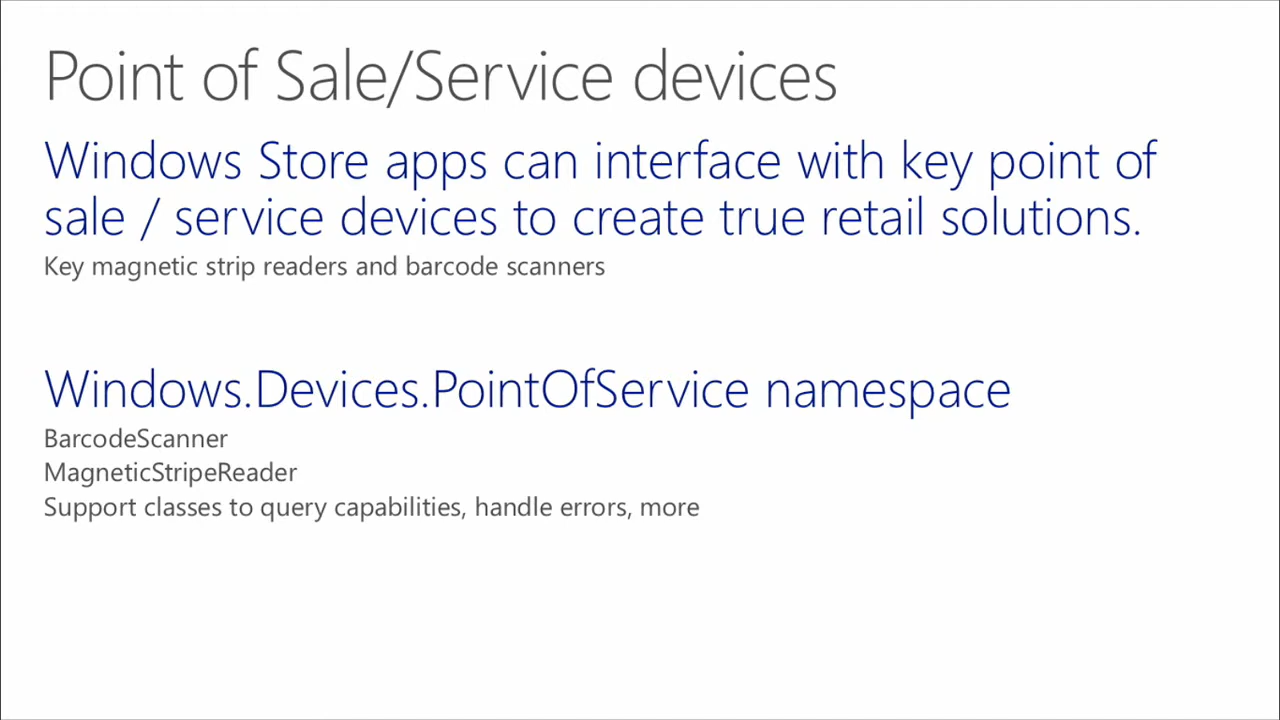 Point of Sale/Service devices
Windows Store apps can interface with key point of
sale / service devices to create true retail solutions.
Key magnetic strip readers and barcode scanners
Windows.Devices.PointOfService namespace
BarcodeScanner
MagneticStripeReader
Support classes to query capabilities, handle errors, more